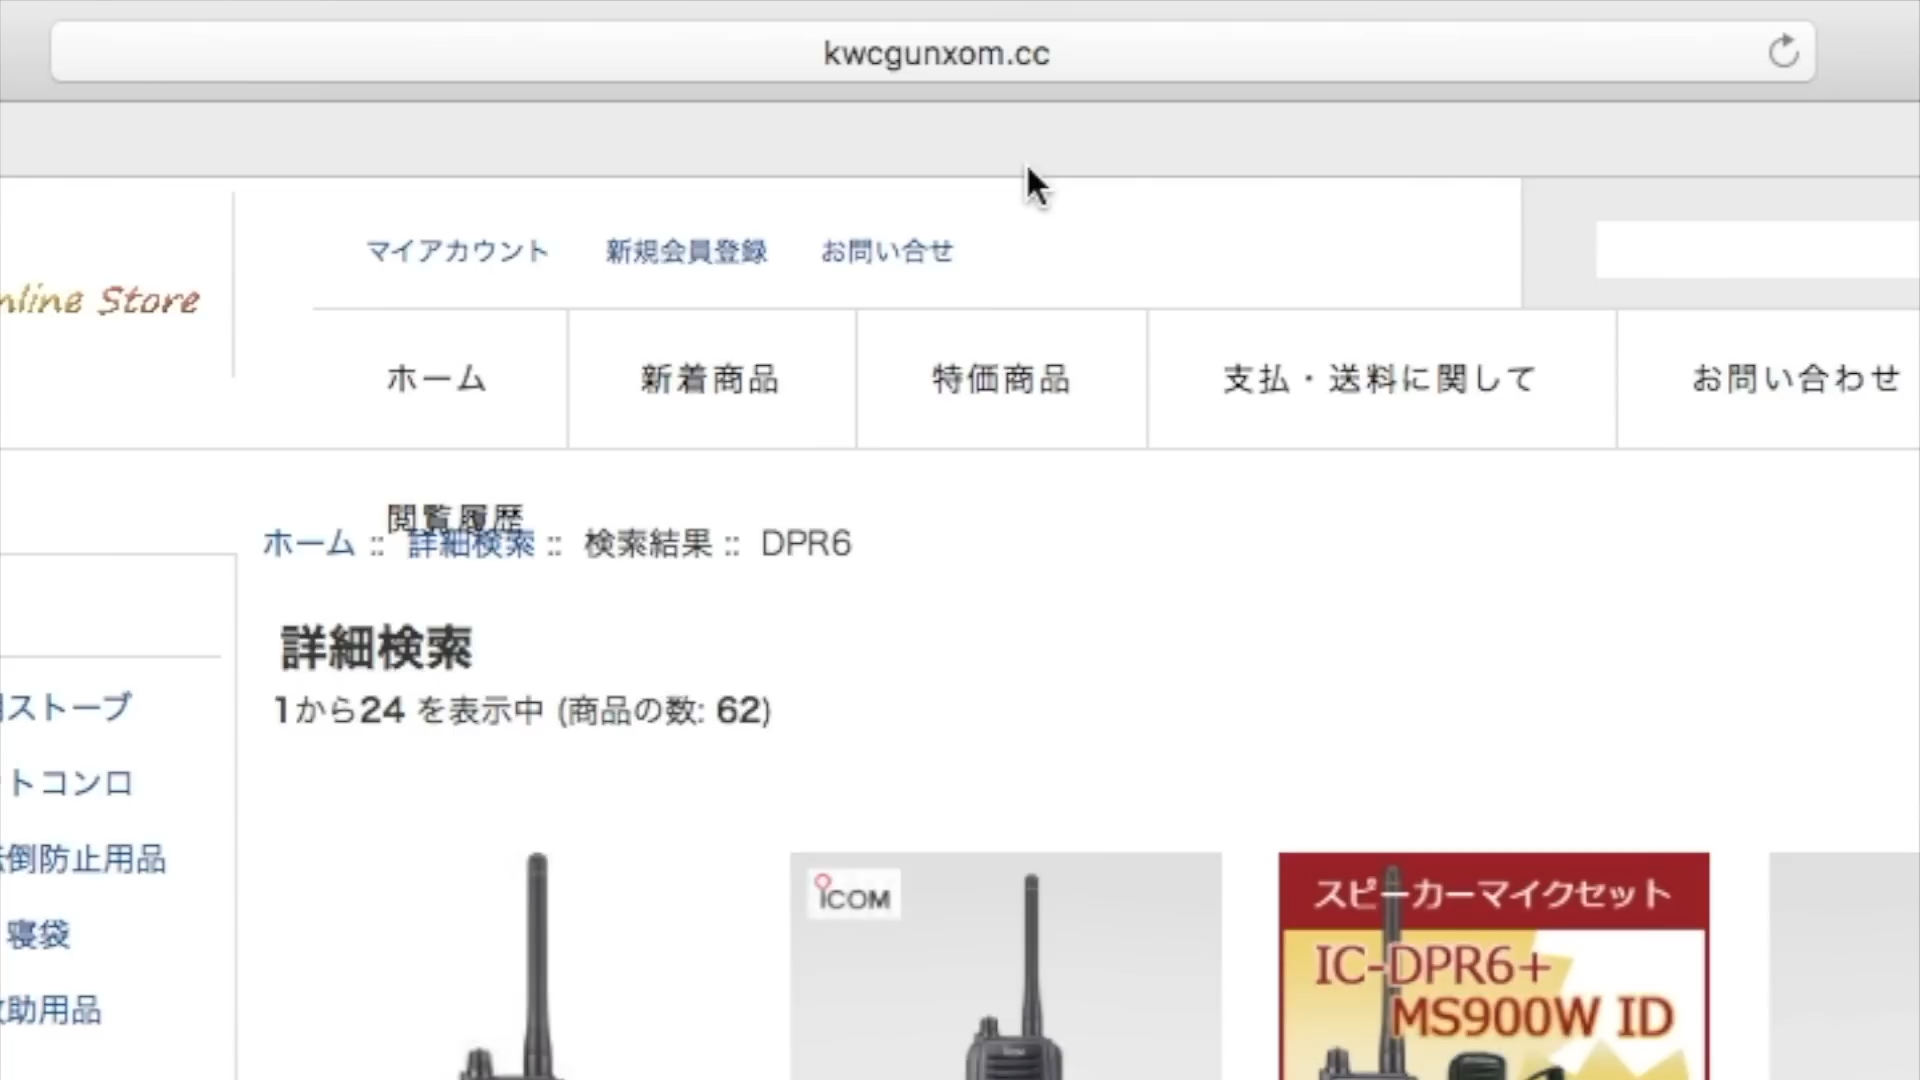 kwcgunxom.cc
マイアカウント 新規会員登録 お問い合せ
nline Store
ホーム 新着商品 特価商品 支払・送料に関して お問い合わせ
閲覧履歴
ホーム :: 詳細検索 :: 検索結果 :: DPR6
詳細検索
1から24 を表示中 (商品の数: 62)
ストーブ
トコンロ
倒防止用品
寝袋
助用品
iCOM
スピーカーマイクセット
IC-DPR6+
MS900W ID